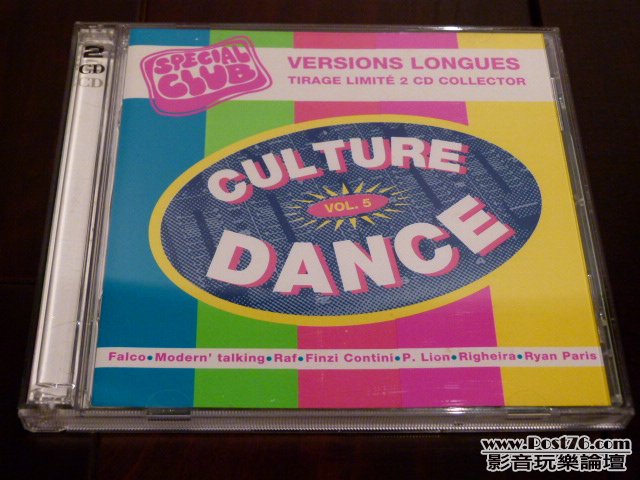 2
CD
CD
SPECIAL
CLUB
VERSIONS LONGUES
TIRAGE LIMITÉ 2 CD COLLECTOR
CULTURE
VOL. 5
DANCE
Falco•Modern' talking•Raf•Finzi Contini•P. Lion•Righeira•Ryan Paris
www.Post76.com
影音玩樂論壇